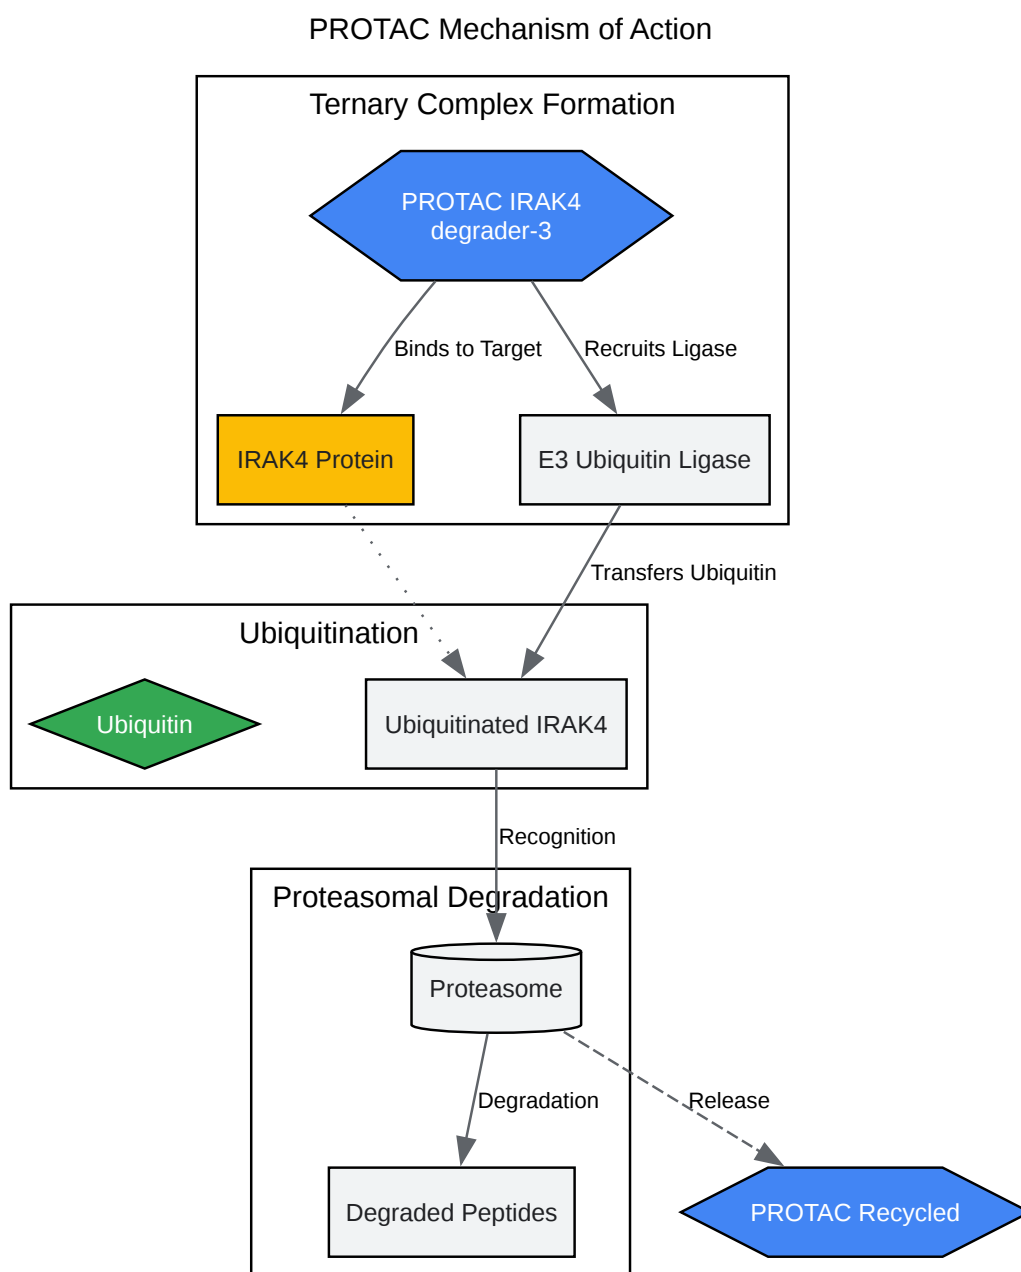 PROTAC Mechanism of Action
Ternary Complex Formation
PROTAC IRAK4
degrader-3
Binds to Target
Recruits Ligase
IRAK4 Protein
E3 Ubiquitin Ligase
Transfers Ubiquitin
Ubiquitination
Ubiquitin
Ubiquitinated IRAK4
Recognition
Proteasomal Degradation
Proteasome
Degradation
Release
Degraded Peptides
PROTAC Recycled